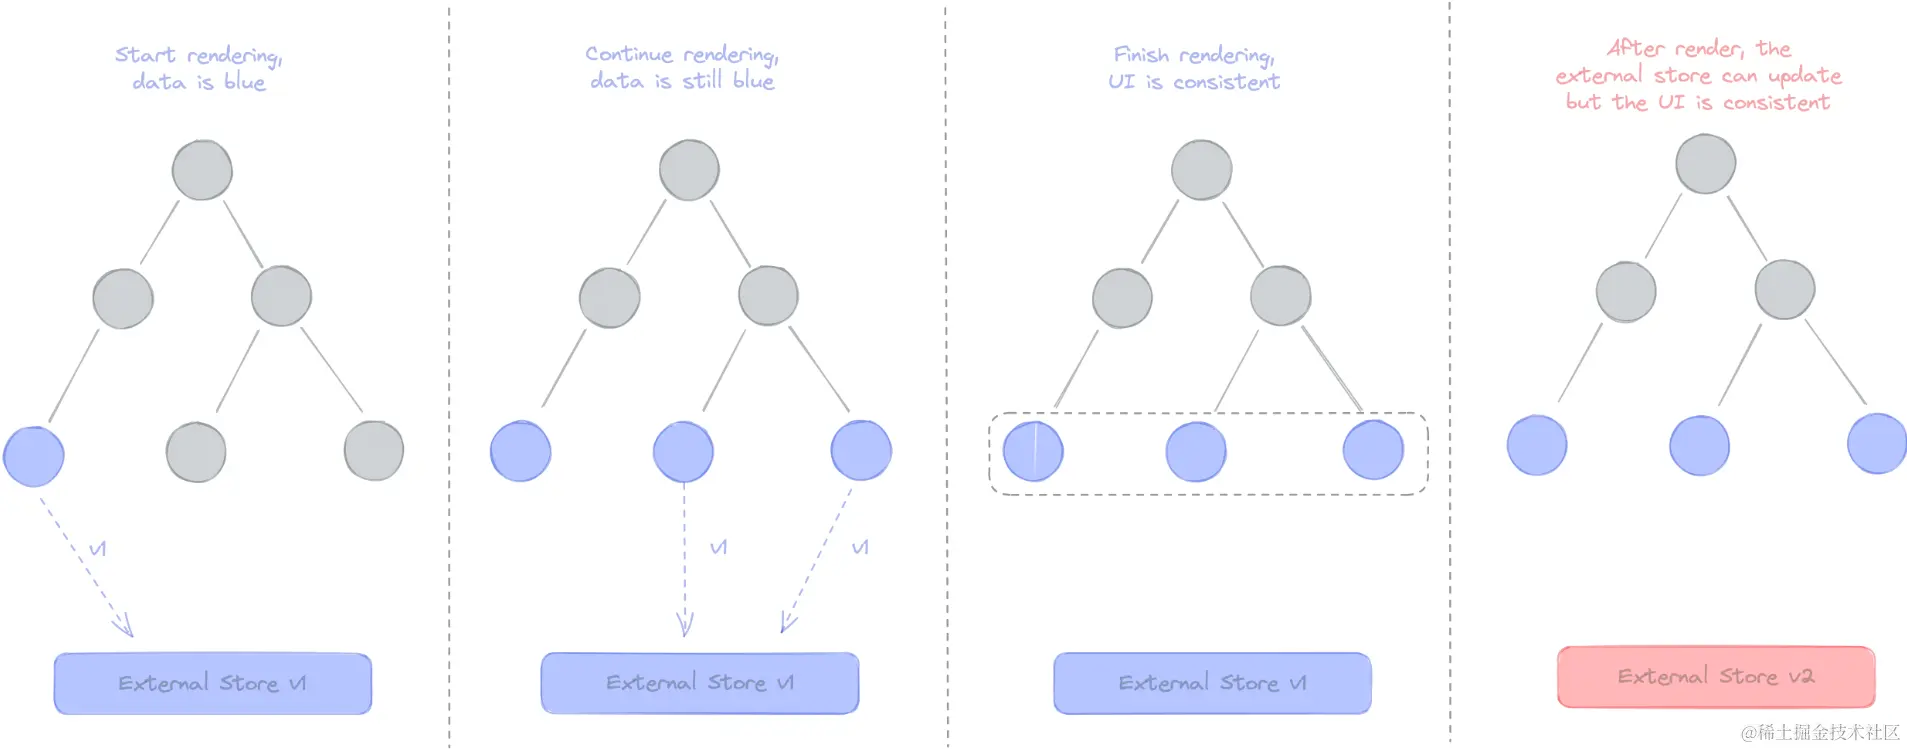 Start rendering,
data is blue
v1
External Store v1
Continue rendering,
data is still blue
v1
v1
External Store v1
Finish rendering,
UI is consistent
External Store v1
After render, the
external store can update
but the UI is consistent
External Store v2
@稀土掘金技术社区